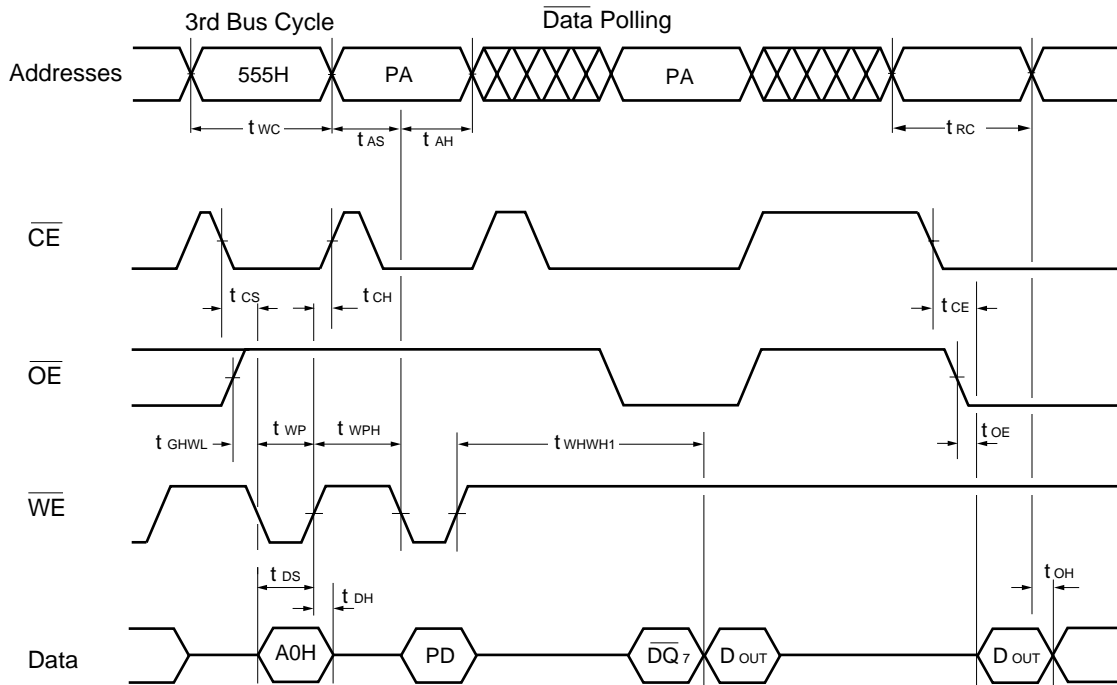 3rd Bus Cycle Data Polling
Addresses 555H PA PA
t WC t AS t AH t RC
CE
t CS t CH t CE
OE
t GHWL t WP t WPH t WHWH1 t OE
WE
t DS t DH t OH
Data A0H PD DQ 7 D OUT D OUT